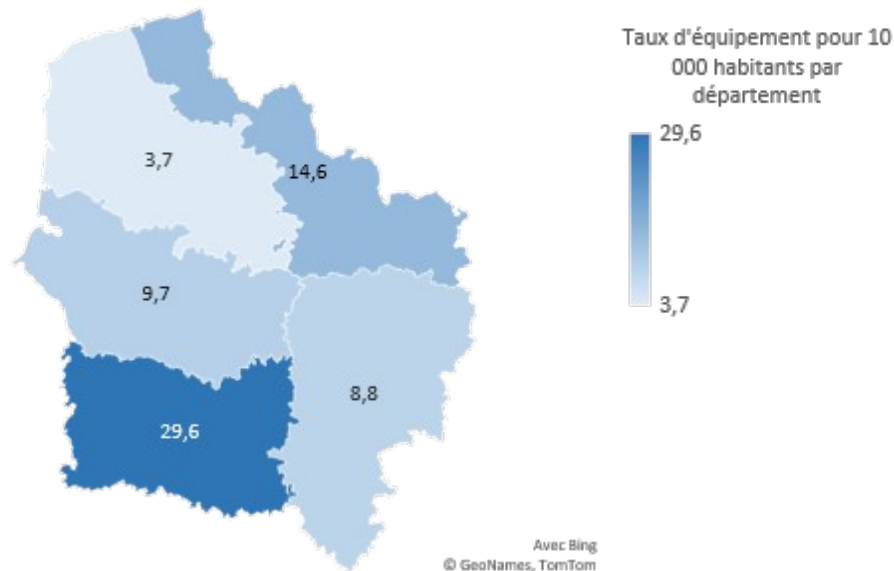 Taux d'équipement pour 10
000 habitants par
département
29,6
3,7
3,7
14,6
9,7
8,8
29,6
Avec Bing
© GeoNames, TomTom